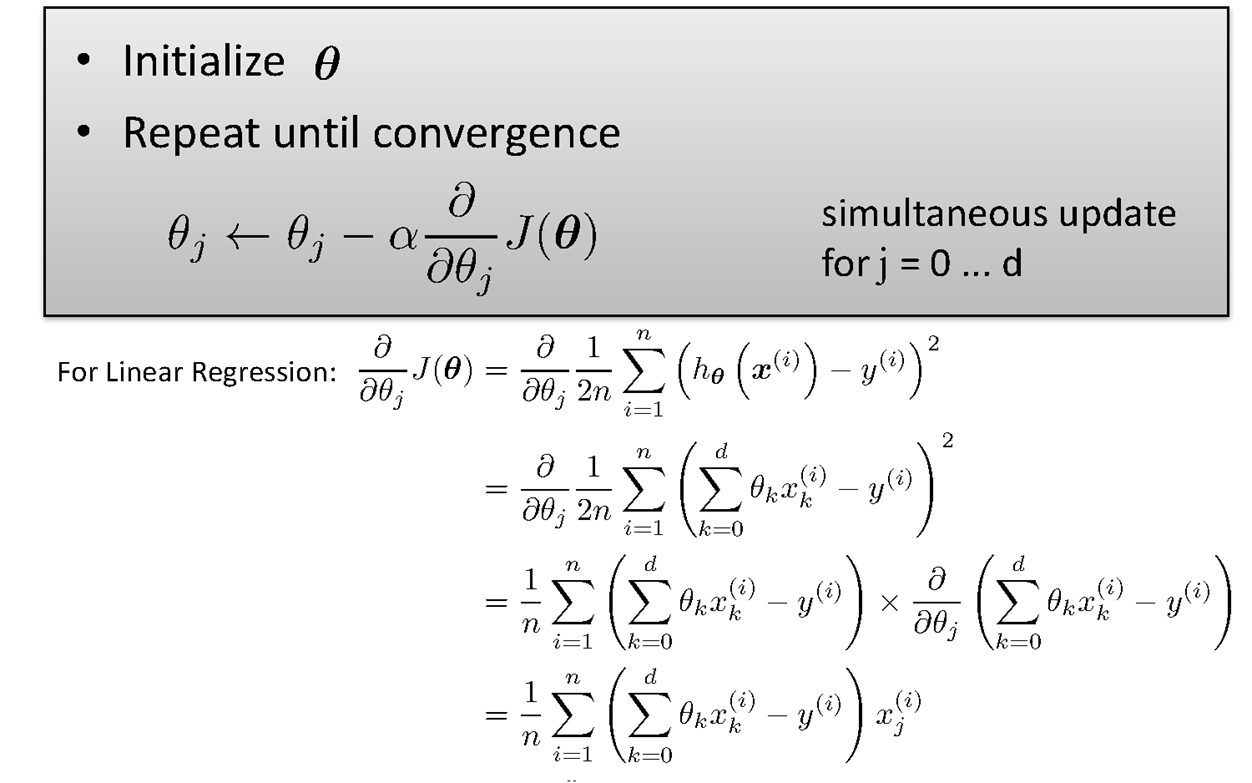 • Initialize θ
• Repeat until convergence
θ_j ← θ_j − α ∂/∂θ_j J(θ)
simultaneous update
for j = 0 ... d
For Linear Regression: ∂/∂θ_j J(θ) = ∂/∂θ_j 1/2n ∑_{i=1}^{n} (h_θ (x^{(i)}) − y^{(i)})^2
= ∂/∂θ_j 1/2n ∑_{i=1}^{n} (∑_{k=0}^{d} θ_k x_k^{(i)} − y^{(i)})^2
= 1/n ∑_{i=1}^{n} (∑_{k=0}^{d} θ_k x_k^{(i)} − y^{(i)}) × ∂/∂θ_j (∑_{k=0}^{d} θ_k x_k^{(i)} − y^{(i)})
= 1/n ∑_{i=1}^{n} (∑_{k=0}^{d} θ_k x_k^{(i)} − y^{(i)}) x_j^{(i)}